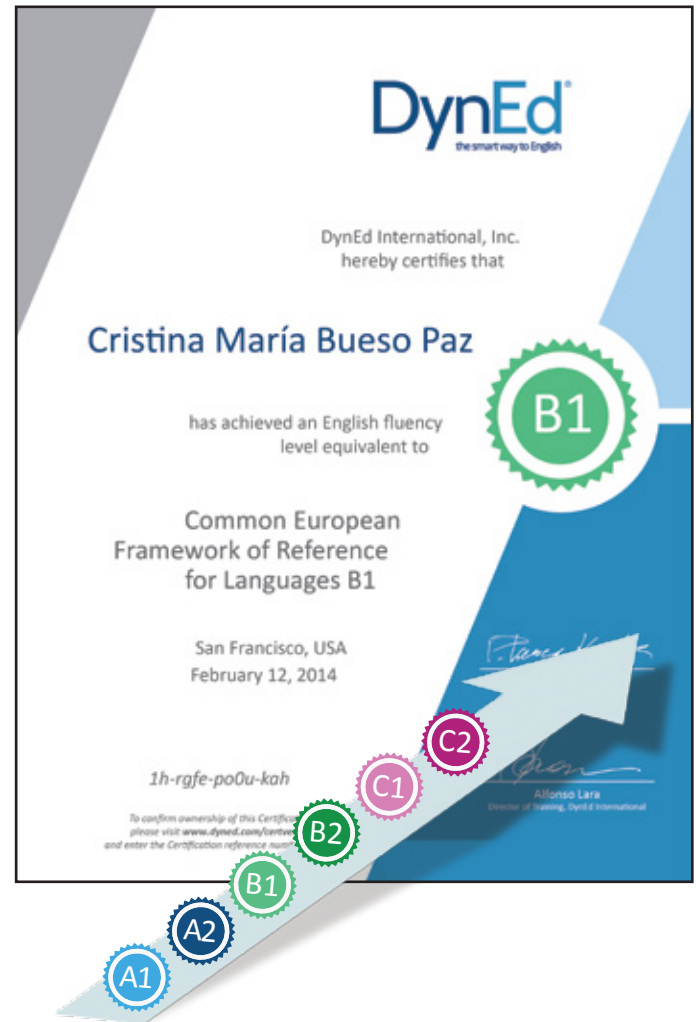 DynEd®
the smart way to English
DynEd International, Inc.
hereby certifies that
Cristina María Bueso Paz
B1
has achieved an English fluency
level equivalent to
Common European
Framework of Reference
for Languages B1
San Francisco, USA
February 12, 2014
1h-rgfe-po0u-kah
Alfonso Lara
Director of Training, DynEd International
To confirm ownership of this
please visit www.dyned.com/
and enter the Certification reference
C2
C1
B2
B1
A2
A1